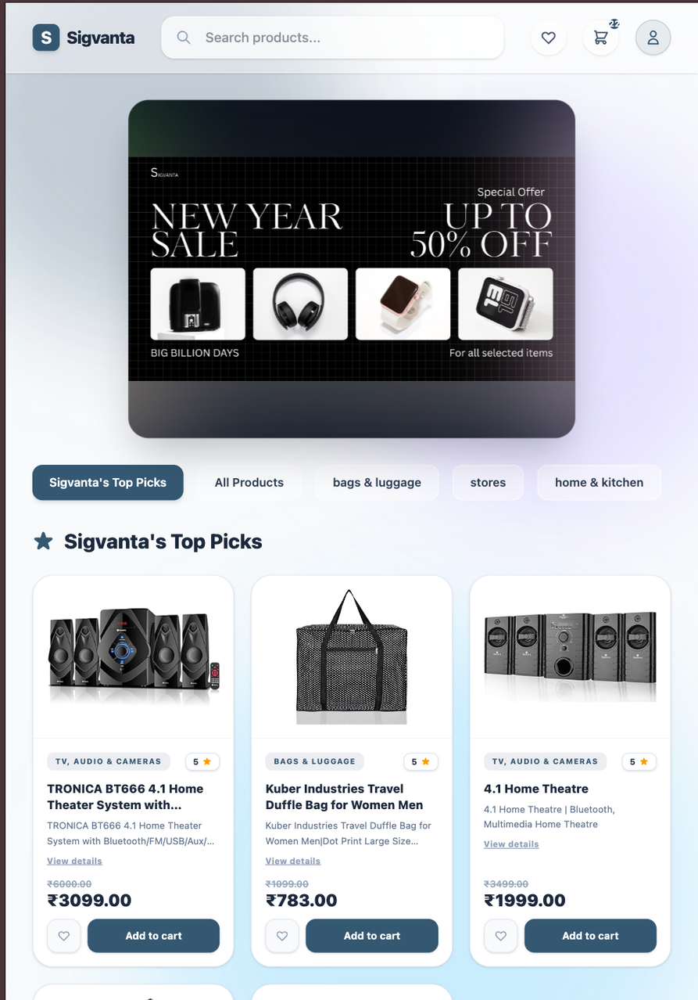 S Sigvanta
Search products...
22
SIGVANTA
Special Offer
NEW YEAR
SALE
UP TO
50% OFF
13
19
BIG BILLION DAYS
For all selected items
Sigvanta's Top Picks
All Products
bags & luggage
stores
home & kitchen
Sigvanta's Top Picks
TV, AUDIO & CAMERAS
5
TRONICA BT666 4.1 Home
Theater System with...
TRONICA BT666 4.1 Home Theater
System with Bluetooth/FM/USB/Aux/...
View details
₹6000.00
₹3099.00
Add to cart
BAGS & LUGGAGE
5
Kuber Industries Travel
Duffle Bag for Women Men
Kuber Industries Travel Duffle Bag for
Women Men|Dot Print Large Size...
View details
₹1099.00
₹783.00
Add to cart
TV, AUDIO & CAMERAS
5
4.1 Home Theatre
4.1 Home Theatre | Bluetooth,
Multimedia Home Theatre
View details
₹3499.00
₹1999.00
Add to cart